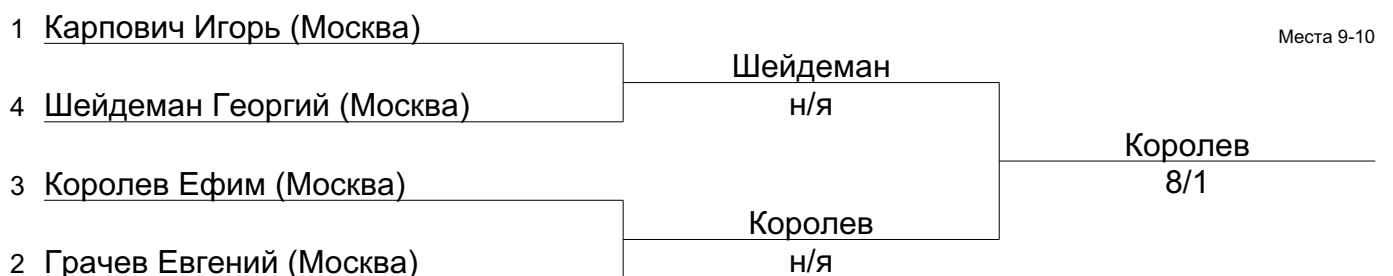 1 Карпович Игорь (Москва)
Места 9-10
Шейдеман
н/я
4 Шейдеман Георгий (Москва)
Королев
8/1
3 Королев Ефим (Москва)
Королев
н/я
2 Грачев Евгений (Москва)